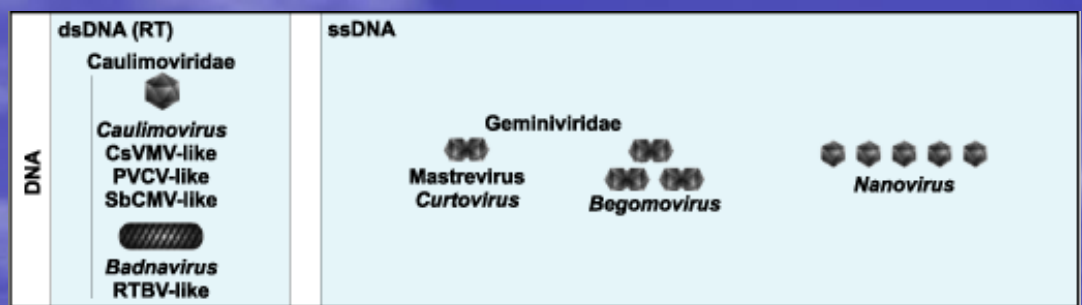 DNA
dsDNA (RT)
Caulimoviridae
Caulimovirus
CsVMV-like
PVCV-like
SbCMV-like
Badnavirus
RTBV-like
ssDNA
Geminiviridae
Mastrevirus
Curtovirus
Begomovirus
Nanovirus